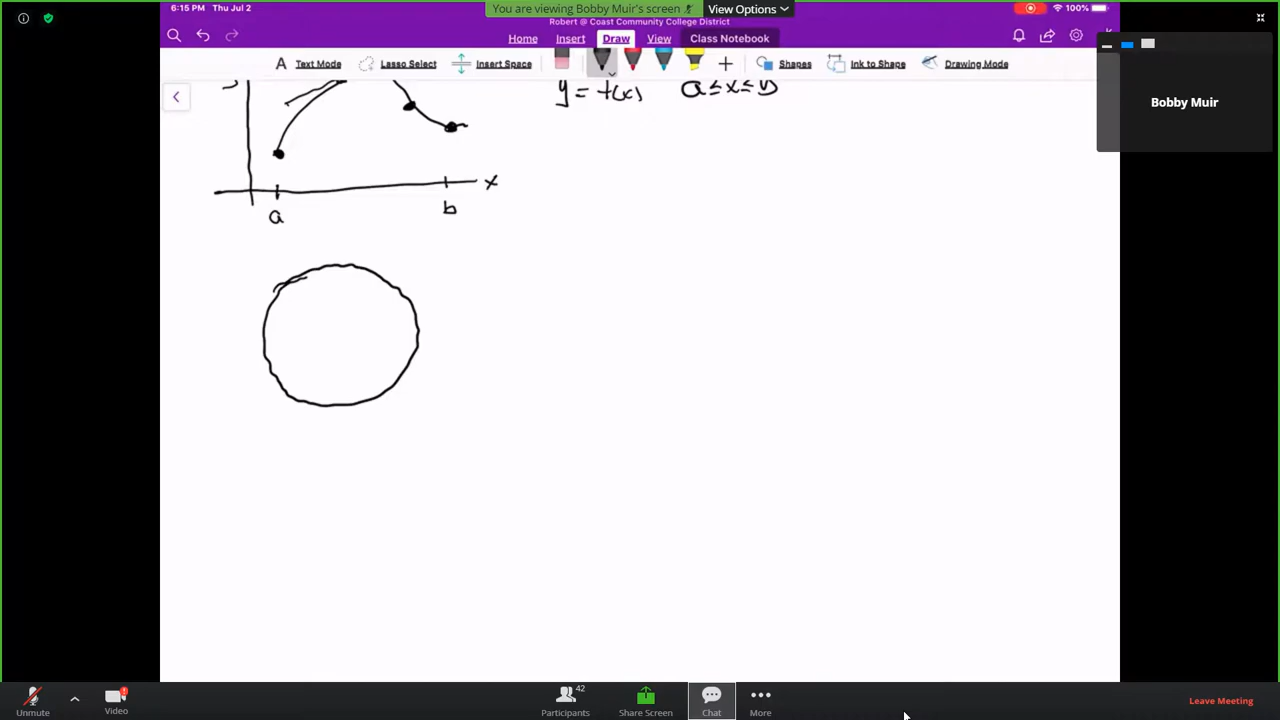 6:15 PM Thu Jul 2
You are viewing Bobby Muir's screen
View Options
100%
Robert @ Coast Community College District
Home
Insert
Draw
View
Class Notebook
Text Mode
Lasso Select
Insert Space
Shapes
Ink to Shape
Drawing Mode
Bobby Muir
y = f(x) a ≤ x ≤ b
x
a
b
Unmute
Video
42
Participants
Share Screen
Chat
More
Leave Meeting